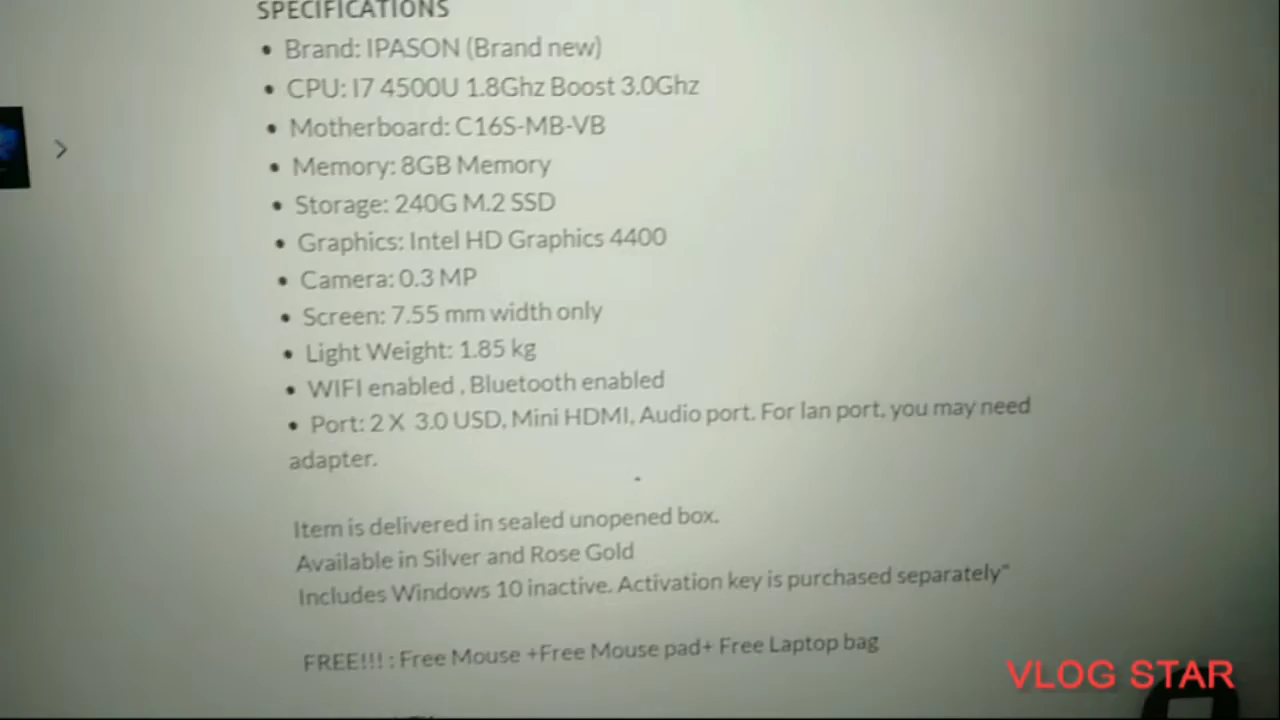 SPECIFICATIONS
• Brand: IPASON (Brand new)
• CPU: I7 4500U 1.8Ghz Boost 3.0Ghz
• Motherboard: C16S-MB-VB
• Memory: 8GB Memory
• Storage: 240G M.2 SSD
• Graphics: Intel HD Graphics 4400
• Camera: 0.3 MP
• Screen: 7.55 mm width only
• Light Weight: 1.85 kg
• WIFI enabled , Bluetooth enabled
• Port: 2 X 3.0 USD, Mini HDMI, Audio port. For lan port, you may need
adapter.
Item is delivered in sealed unopened box.
Available in Silver and Rose Gold
Includes Windows 10 inactive. Activation key is purchased separately"
FREE!!! : Free Mouse +Free Mouse pad+ Free Laptop bag
VLOG STAR